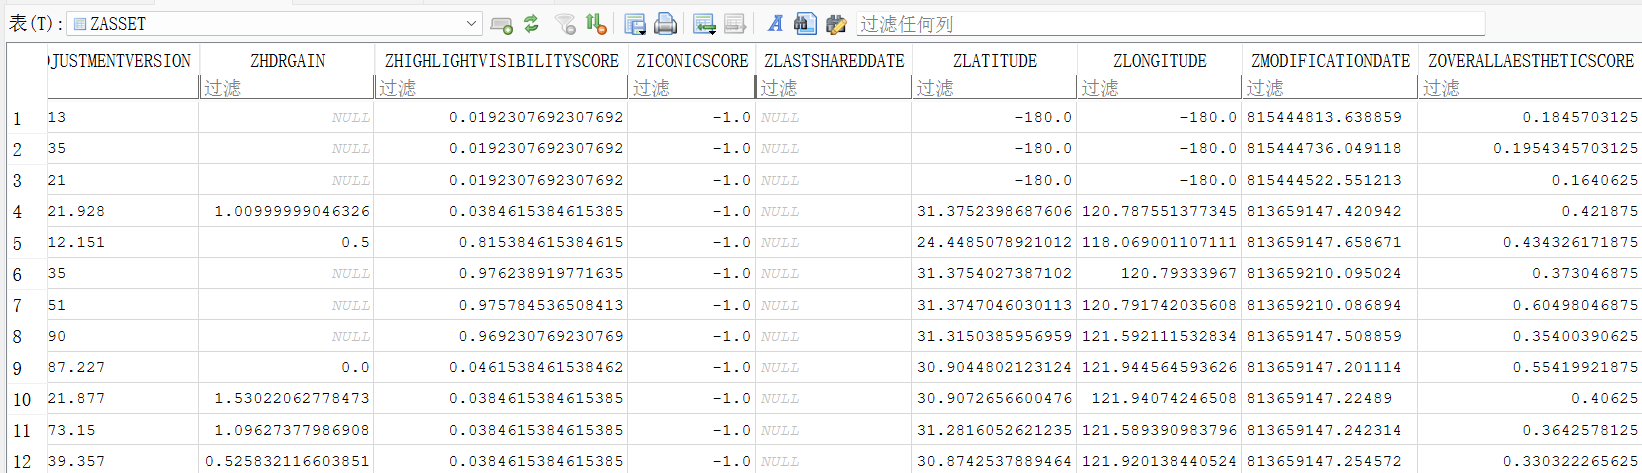 表(T): ZASSET 过滤任何列
JUSTMENTVERSION ZHDRGAIN ZHIGHLIGHTVISIBILITYSCORE ZICONICSCORE ZLASTSHAREDDATE ZLATITUDE ZLONGITUDE ZMODIFICATIONDATE ZOVERALLAESTHETICSCORE
过滤 过滤 过滤 过滤 过滤 过滤 过滤 过滤
1 13 NULL 0.0192307692307692 -1.0 NULL -180.0 -180.0 815444813.638859 0.1845703125
2 35 NULL 0.0192307692307692 -1.0 NULL -180.0 -180.0 815444736.049118 0.1954345703125
3 21 NULL 0.0192307692307692 -1.0 NULL -180.0 -180.0 815444522.551213 0.1640625
4 21.928 1.00999999046326 0.0384615384615385 -1.0 NULL 31.3752398687606 120.787551377345 813659147.420942 0.421875
5 12.151 0.5 0.815384615384615 -1.0 NULL 24.4485078921012 118.069001107111 813659147.658671 0.434326171875
6 35 NULL 0.976238919771635 -1.0 NULL 31.3754027387102 120.79333967 813659210.095024 0.373046875
7 51 NULL 0.975784536508413 -1.0 NULL 31.3747046030113 120.791742035608 813659210.086894 0.60498046875
8 90 NULL 0.969230769230769 -1.0 NULL 31.3150385956959 121.592111532834 813659147.508859 0.35400390625
9 87.227 0.0 0.0461538461538462 -1.0 NULL 30.9044802123124 121.944564593626 813659147.201114 0.55419921875
10 21.877 1.53022062778473 0.0384615384615385 -1.0 NULL 30.9072656600476 121.94074246508 813659147.22489 0.40625
11 73.15 1.09627377986908 0.0384615384615385 -1.0 NULL 31.2816052621235 121.589390983796 813659147.242314 0.3642578125
12 39.357 0.525832116603851 0.0384615384615385 -1.0 NULL 30.8742537889464 121.920138440524 813659147.254572 0.330322265625